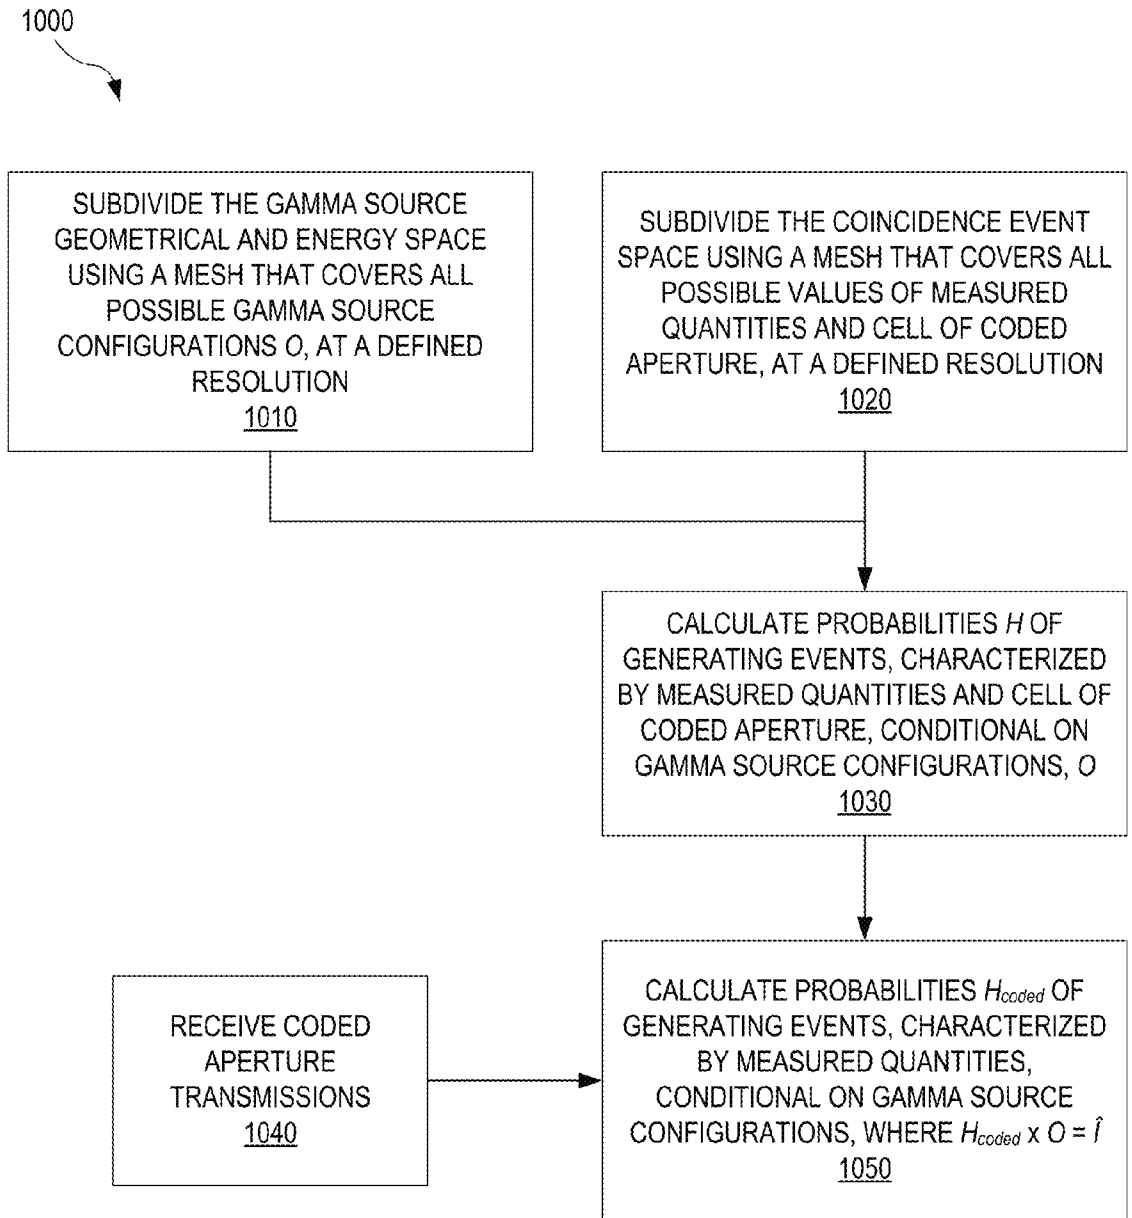 1000
SUBDIVIDE THE GAMMA SOURCE
GEOMETRICAL AND ENERGY SPACE
USING A MESH THAT COVERS ALL
POSSIBLE GAMMA SOURCE
CONFIGURATIONS O, AT A DEFINED
RESOLUTION
1010
SUBDIVIDE THE COINCIDENCE EVENT
SPACE USING A MESH THAT COVERS ALL
POSSIBLE VALUES OF MEASURED
QUANTITIES AND CELL OF CODED
APERTURE, AT A DEFINED RESOLUTION
1020
CALCULATE PROBABILITIES H OF
GENERATING EVENTS, CHARACTERIZED
BY MEASURED QUANTITIES AND CELL OF
CODED APERTURE, CONDITIONAL ON
GAMMA SOURCE CONFIGURATIONS, O
1030
RECEIVE CODED
APERTURE
TRANSMISSIONS
1040
CALCULATE PROBABILITIES Hcoded OF
GENERATING EVENTS, CHARACTERIZED
BY MEASURED QUANTITIES,
CONDITIONAL ON GAMMA SOURCE
CONFIGURATIONS, WHERE Hcoded x O = Î
1050